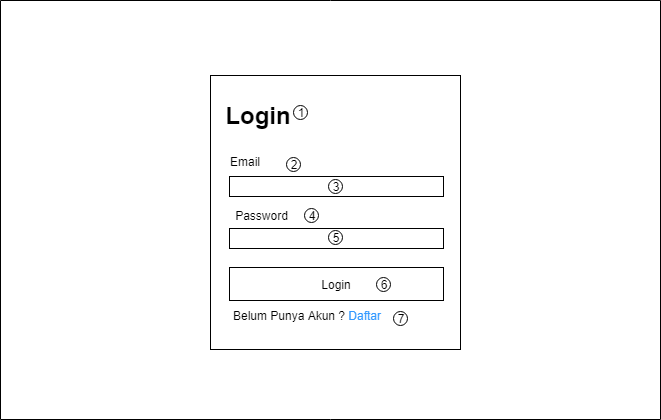 Login ①
Email ②
③
Password ④
⑤
Login ⑥
Belum Punya Akun ? Daftar ⑦